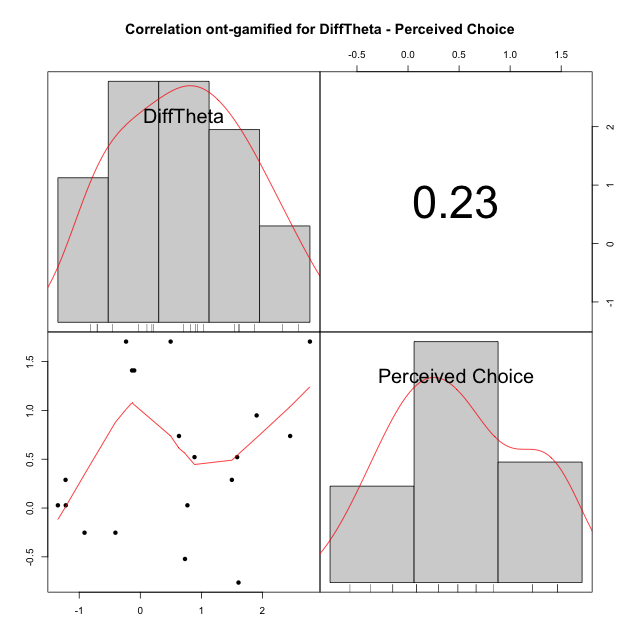 Correlation ont-gamified for DiffTheta - Perceived Choice
-0.5 0.0 0.5 1.0 1.5
DiffTheta
0.23
2
1
0
-1
Perceived Choice
1.5
1.0
0.5
0.0
-0.5
-1 0 1 2